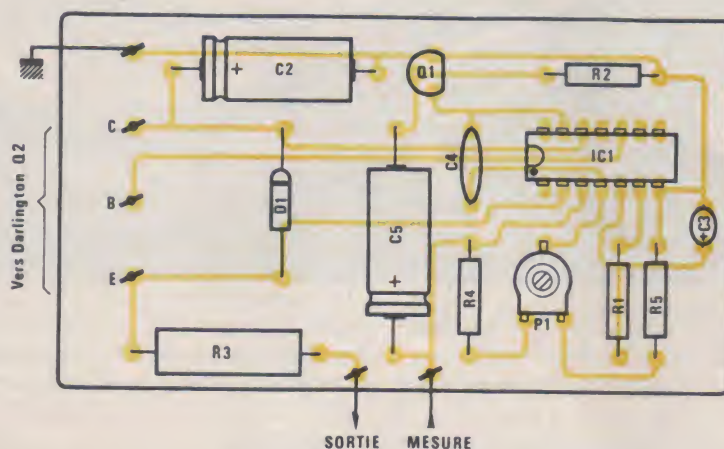 C2
+
Q1
R2
C
IC1
C4
Vers Darlington Q2
B
D1
C5
+
+C3
E
R4
P1
R1
R5
R3
SORTIE
MESURE